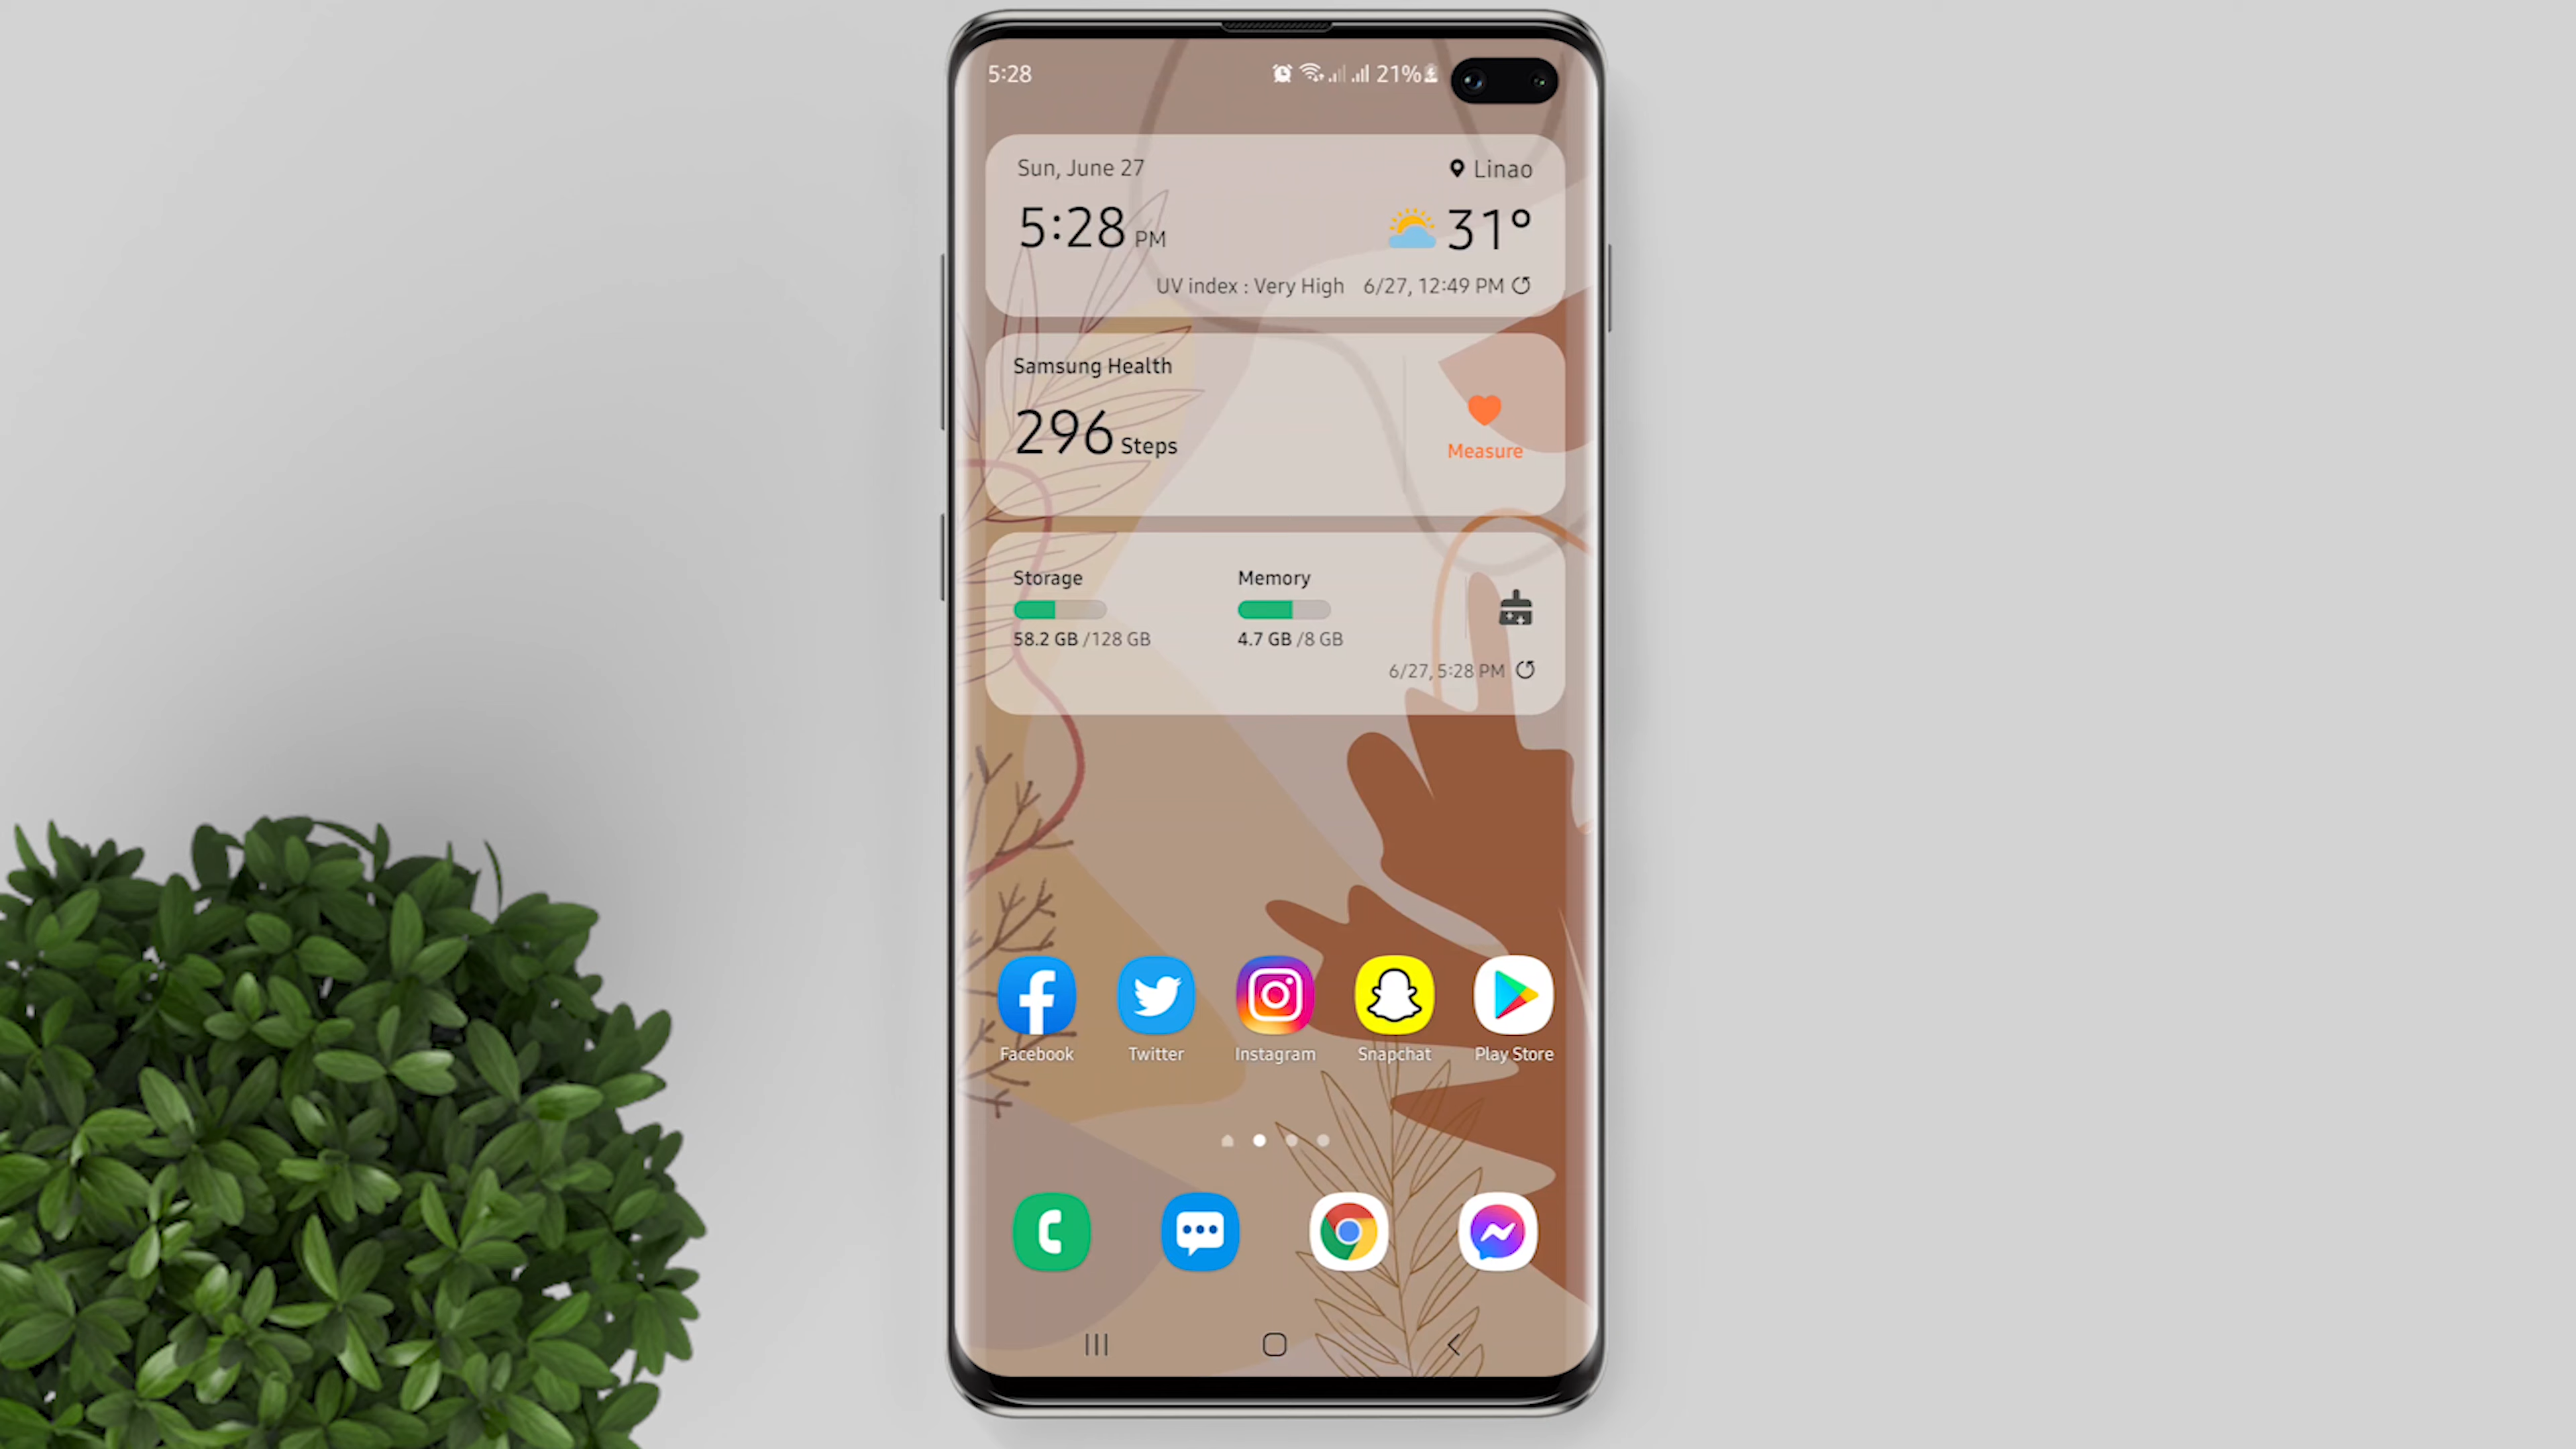 5:28
21%
Sun, June 27
Linao
5:28 PM
31°
UV index : Very High 6/27, 12:49 PM
Samsung Health
296 Steps
Measure
Storage
Memory
58.2 GB /128 GB
4.7 GB /8 GB
6/27, 5:28 PM
Facebook
Twitter
Instagram
Snapchat
Play Store